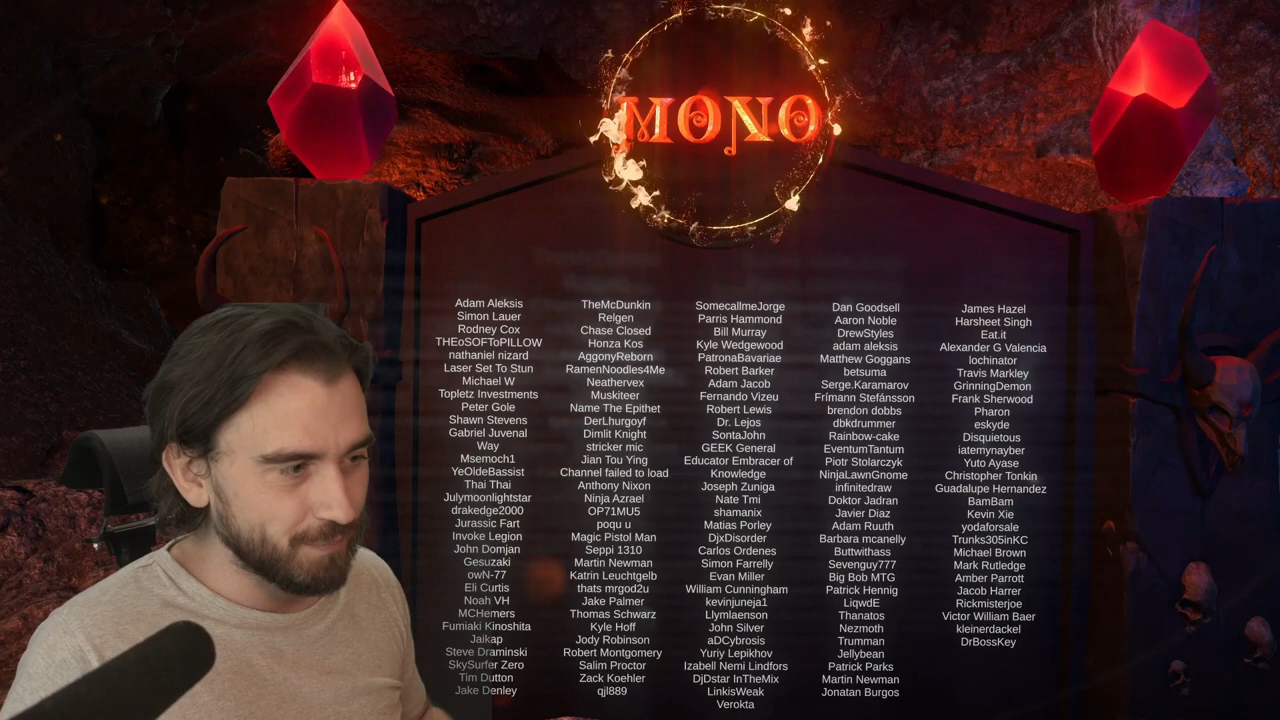 MONO
Adam Aleksis
Simon Lauer
Rodney Cox
THEoSOFToPILLOW
nathaniel nizard
Laser Set To Stun
Michael W
Topletz Investments
Peter Gole
Shawn Stevens
Gabriel Juvenal
Way
Msemoch1
YeOldeBassist
Thai Thai
Julymoonlightstar
drakedge2000
Jurassic Fart
Invoke Legion
John Domjan
Gesuzaki
owN-77
Eli Curtis
Noah VH
MCHemers
Fumiaki Kinoshita
Jaikap
Steve Draminski
SkySurfer Zero
Tim Dutton
Jake Denley
TheMcDunkin
Relgen
Chase Closed
Honza Kos
AggonyReborn
RamenNoodles4Me
Neathervex
Muskiteer
Name The Epithet
DerLhurgoyf
Dimlit Knight
stricker mic
Jian Tou Ying
Channel failed to load
Anthony Nixon
Ninja Azrael
OP71MU5
poqu u
Magic Pistol Man
Seppi 1310
Martin Newman
Katrin Leuchtgelb
thats mrgod2u
Jake Palmer
Thomas Schwarz
Kyle Hoff
Jody Robinson
Robert Montgomery
Salim Proctor
Zack Koehler
qjl889
SomecallmeJorge
Parris Hammond
Bill Murray
Kyle Wedgewood
PatronaBavariae
Robert Barker
Adam Jacob
Fernando Vizeu
Robert Lewis
Dr. Lejos
SontaJohn
GEEK General
Educator Embracer of
Knowledge
Joseph Zuniga
Nate Tmi
shamanix
Matias Porley
DjxDisorder
Carlos Ordenes
Simon Farrelly
Evan Miller
William Cunningham
kevinjuneja1
Llymlaenson
John Silver
aDCybrosis
Yuriy Lepikhov
Izabell Nemi Lindfors
DjDstar InTheMix
LinkisWeak
Verokta
Dan Goodsell
Aaron Noble
DrewStyles
adam aleksis
Matthew Goggans
betsuma
Serge.Karamarov
Frímann Stefánsson
brendon dobbs
dbkdrummer
Rainbow-cake
EventumTantum
Piotr Stolarczyk
NinjaLawnGnome
infinitedraw
Doktor Jadran
Javier Diaz
Adam Ruuth
Barbara mcanelly
Buttwithass
Sevenguy777
Big Bob MTG
Patrick Hennig
LiqwdE
Thanatos
Nezmoth
Trumman
Jellybean
Patrick Parks
Martin Newman
Jonatan Burgos
James Hazel
Harsheet Singh
Eat.it
Alexander G Valencia
lochinator
Travis Markley
GrinningDemon
Frank Sherwood
Pharon
eskyde
Disquietous
iatemynayber
Yuto Ayase
Christopher Tonkin
Guadalupe Hernandez
BamBam
Kevin Xie
yodaforsale
Trunks305inKC
Michael Brown
Mark Rutledge
Amber Parrott
Jacob Harrer
Rickmisterjoe
Victor William Baer
kleinerdackel
DrBossKey